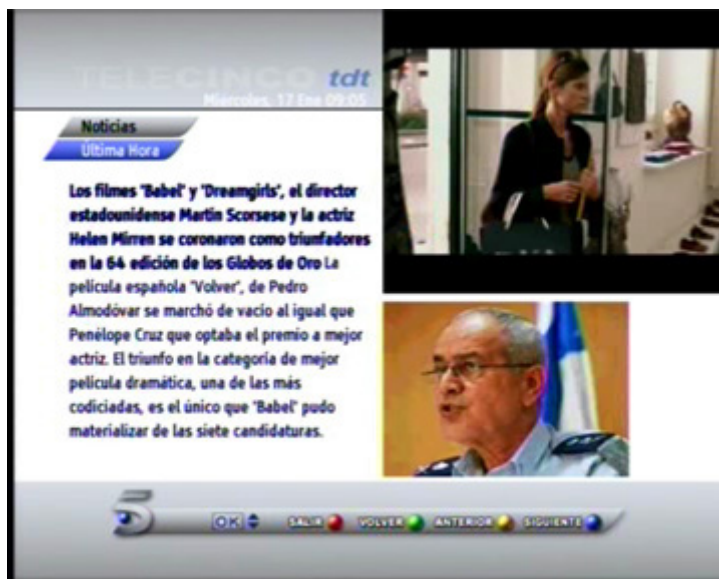 TELECINCO tdt
Miércoles, 17 Ene 09:05
Noticias
Última Hora
Los filmes 'Babel' y 'Dreamgirls', el director
estadounidense Martin Scorsese y la actriz
Helen Mirren se coronaron como triunfadores
en la 64 edición de los Globos de Oro La
película española 'Volver', de Pedro
Almodóvar se marchó de vacío al igual que
Penélope Cruz que optaba el premio a mejor
actriz. El triunfo en la categoría de mejor
película dramática, una de las más
codiciadas, es el único que 'Babel' pudo
materializar de las siete candidaturas.
5 OK SALIR VOLVER ANTERIOR SIGUIENTE